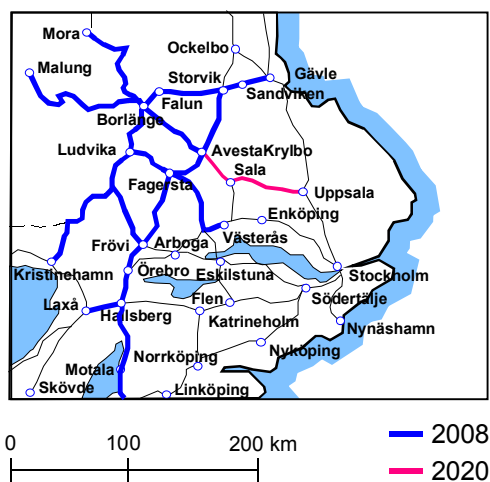 Mora
Ockelbo
Malung
Storvik
Gävle
Sandviken
Falun
Borlänge
Ludvika
AvestaKrylbo
Sala
Fagersta
Uppsala
Enköping
Frövi
Arboga
Västerås
Kristinehamn
Örebro
Eskilstuna
Stockholm
Laxå
Hallsberg
Flen
Södertälje
Katrineholm
Nynäshamn
Motala
Norrköping
Nyköping
Skövde
Linköping
0 100 200 km
2008
2020